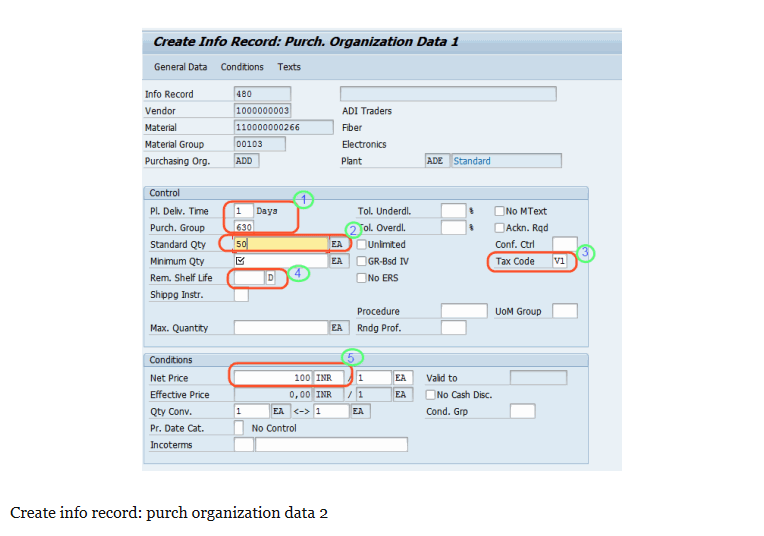 Create Info Record: Purch. Organization Data 1
General Data Conditions Texts
Info Record 480
Vendor 1000000003 ADI Traders
Material 110000000266 Fiber
Material Group 00103 Electronics
Purchasing Org. ADD Plant ADE Standard
Control
1
Pl. Deliv. Time 1 Days Tol. Underdl. % No MText
Purch. Group 630 Tol. Overdl. % Ackn. Rqd
2
Standard Qty 50 EA Unlimited Conf. Ctrl
3
Minimum Qty EA GR-Bsd IV Tax Code V1
4
Rem. Shelf Life D No ERS
Shippg Instr.
Procedure UoM Group
Max. Quantity EA Rndg Prof.
Conditions
5
Net Price 100 INR / 1 EA Valid to
Effective Price 0,00 INR / 1 EA No Cash Disc.
Qty Conv. 1 EA <-> 1 EA Cond. Grp
Pr. Date Cat. No Control
Incoterms
Create info record: purch organization data 2